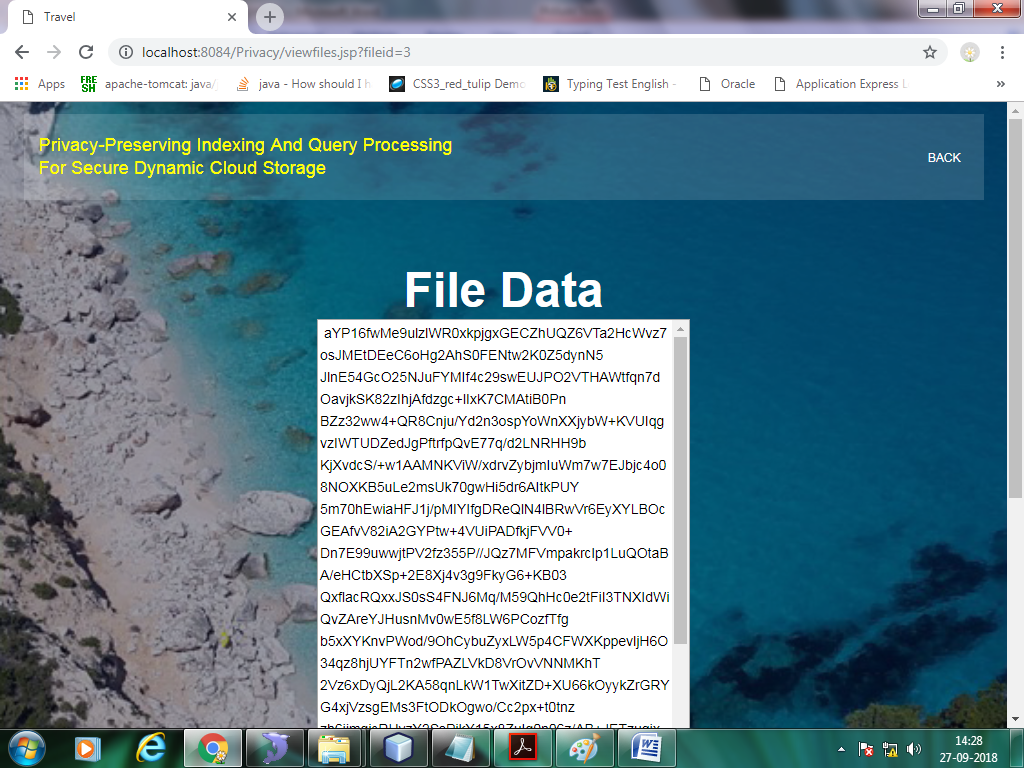 Travel
localhost:8084/Privacy/viewfiles.jsp?fileid=3
Apps
FRE SH
apache-tomcat: java/
java - How should I h
CSS3_red_tulip Demo
Typing Test English -
Oracle
Application Express L
»
Privacy-Preserving Indexing And Query Processing
For Secure Dynamic Cloud Storage
BACK
File Data
aYP16fwMe9ulzIWR0xkpjgxGECZhUQZ6VTa2HcWvz7
osJMEtDEeC6oHg2AhS0FENtw2K0Z5dynN5
JlnE54GcO25NJuFYMIf4c29swEUJPO2VTHAWtfqn7d
OavjkSK82zIhjAfdzgc+IIxK7CMAtiB0Pn
BZz32ww4+QR8Cnju/Yd2n3ospYoWnXXjybW+KVUIqg
vzIWTUDZedJgPftrfpQvE77q/d2LNRHH9b
KjXvdcS/+w1AAMNKViW/xdrvZybjmIuWm7w7EJbjc4o0
8NOXKB5uLe2msUk70gwHi5dr6AItkPUY
5m70hEwiaHFJ1j/pMIYIfgDReQlN4lBRwVr6EyXYLBOc
GEAfvV82iA2GYPtw+4VUiPADfkjFVV0+
Dn7E99uwwjtPV2fz355P//JQz7MFVmpakrcIp1LuQOtaB
A/eHCtbXSp+2E8Xj4v3g9FkyG6+KB03
QxflacRQxxJS0sS4FNJ6Mq/M59QhHc0e2tFiI3TNXIdWi
QvZAreYJHusnMv0wE5f8LW6PCozfTfg
b5xXYKnvPWod/9OhCybuZyxLW5p4CFWXKppevIjH6O
34qz8hjUYFTn2wfPAZLVkD8VrOvVNNMKhT
2Vz6xDyQjL2KA58qnLkW1TwXitZD+XU66kOyykZrGRY
G4xjVzsgEMs3FtODkOgwo/Cc2px+t0tnz
14:28
27-09-2018